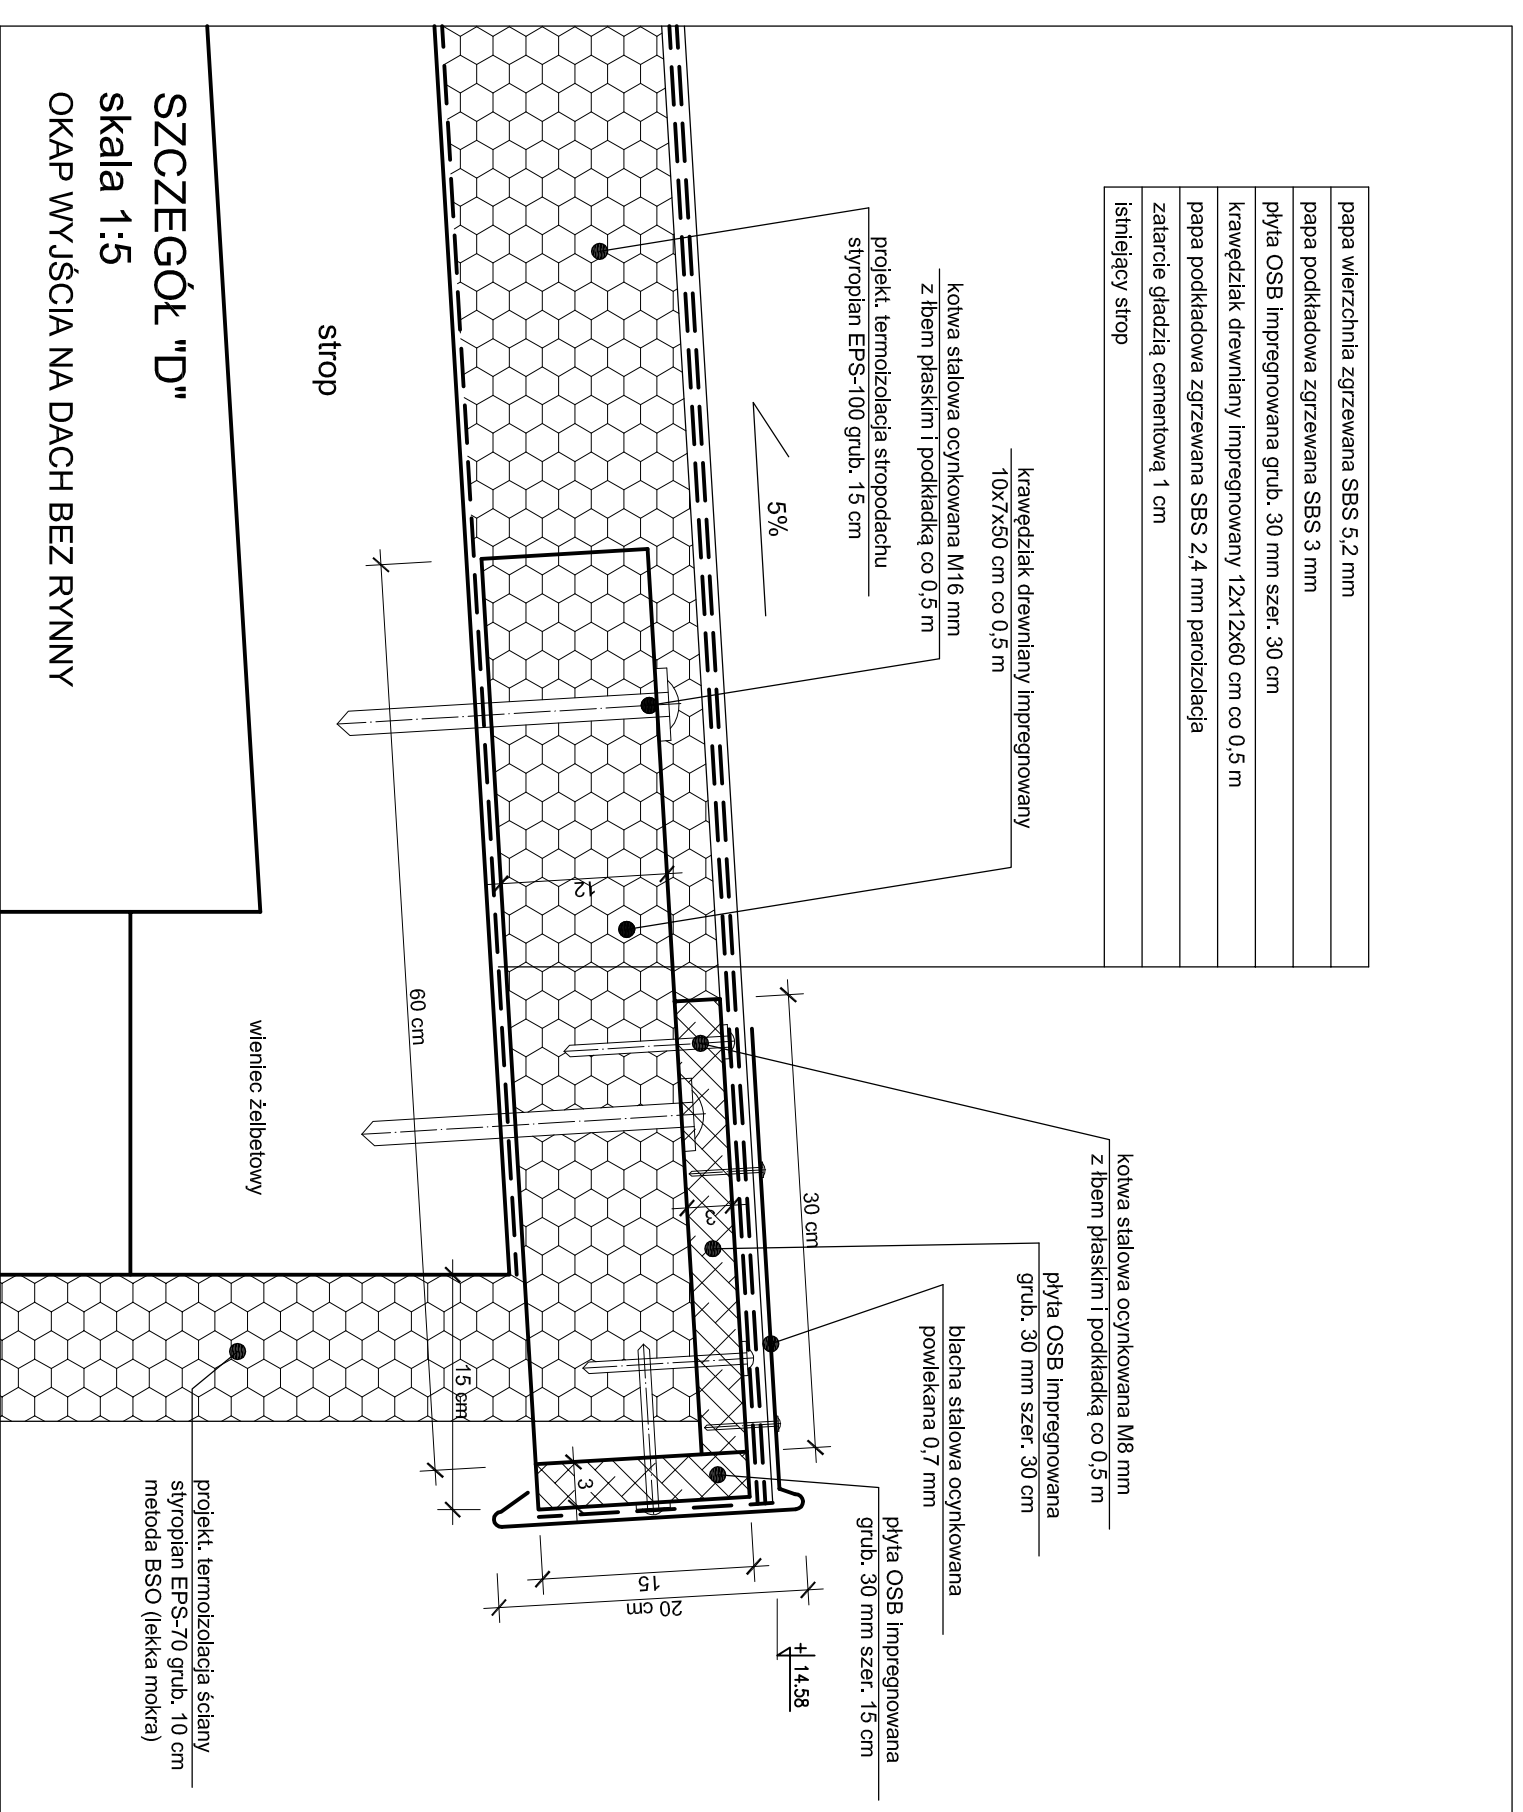 papa wierzchnia zgrzewana SBS 5,2 mm
papa podkładowa zgrzewana SBS 3 mm
płyta OSB impregnowana grub. 30 mm szer. 30 cm
krawędziak drewniany impregnowany 12x12x60 cm co 0,5 m
papa podkładowa zgrzewana SBS 2,4 mm paroizolacja
zatarcie gładzią cementową 1 cm
istniejący strop
kotwa stalowa ocynkowana M8 mm
z łbem płaskim i podkładką co 0,5 m
płyta OSB impregnowana
grub. 30 mm szer. 30 cm
krawędziak drewniany impregnowany
10x7x50 cm co 0,5 m
kotwa stalowa ocynkowana M16 mm
z łbem płaskim i podkładką co 0,5 m
blacha stalowa ocynkowana
powlekana 0,7 mm
projekt. termoizolacja stropodachu
styropian EPS-100 grub. 15 cm
płyta OSB impregnowana
grub. 30 mm szer. 15 cm
5%
30 cm
+14.58
3
12
15
20 cm
3
60 cm
15 cm
strop
wieniec żelbetowy
projekt. termoizolacja ściany
styropian EPS-70 grub. 10 cm
metoda BSO (lekka mokra)
SZCZEGÓŁ "D"
skala 1:5
OKAP WYJŚCIA NA DACH BEZ RYNNY